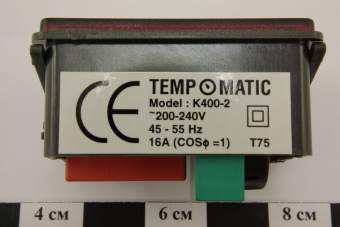 CE
TEMPOMATIC
Model : K400-2
~200-240V
45 - 55 Hz
16A (COSϕ =1) T75
4 см 6 см 8 см